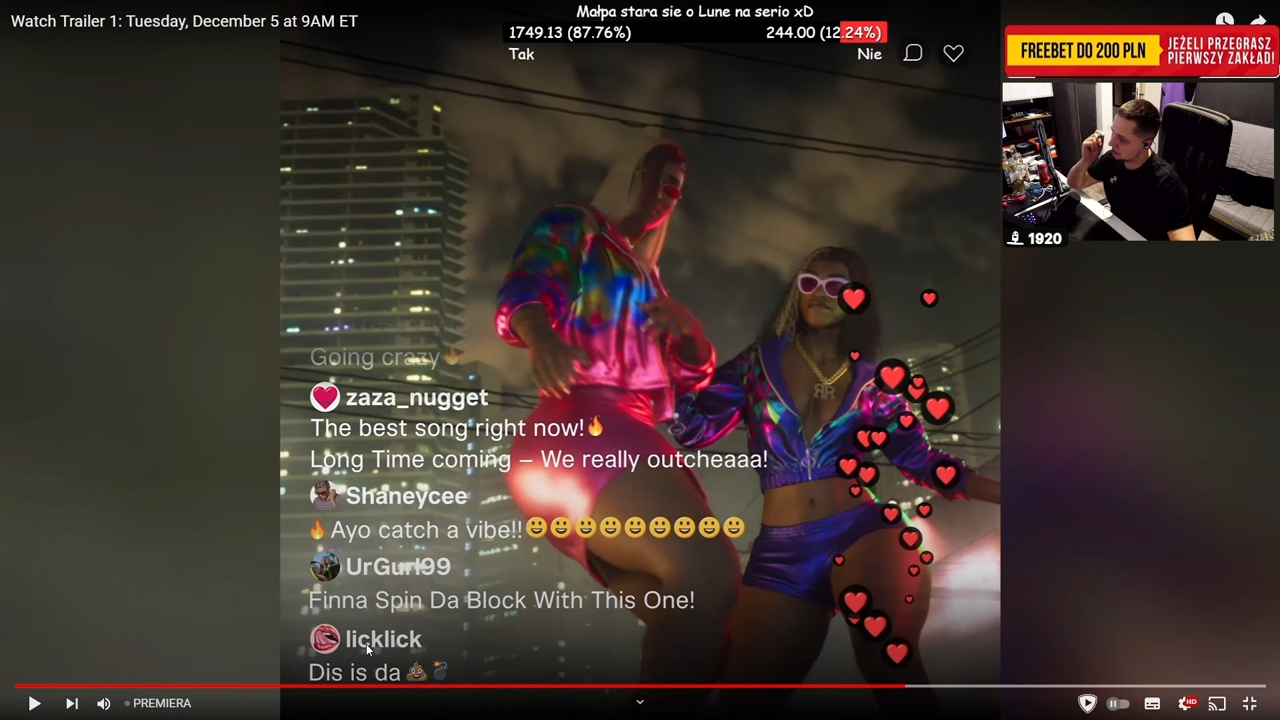 Watch Trailer 1: Tuesday, December 5 at 9AM ET
Małpa stara sie o Lune na serio xD
1749.13 (87.76%) 244.00 (12.24%)
Tak Nie
FREEBET DO 200 PLN
JEŻELI PRZEGRASZ
PIERWSZY ZAKŁAD!
1920
Going crazy🔥
zaza_nugget
The best song right now!🔥
Long Time coming – We really outcheaaa!
Shaneycee
🔥Ayo catch a vibe!!😀😀😀😀😀😀😀😀😀
UrGurl99
Finna Spin Da Block With This One!
licklick
Dis is da💩💣
RR
PREMIERA
HD